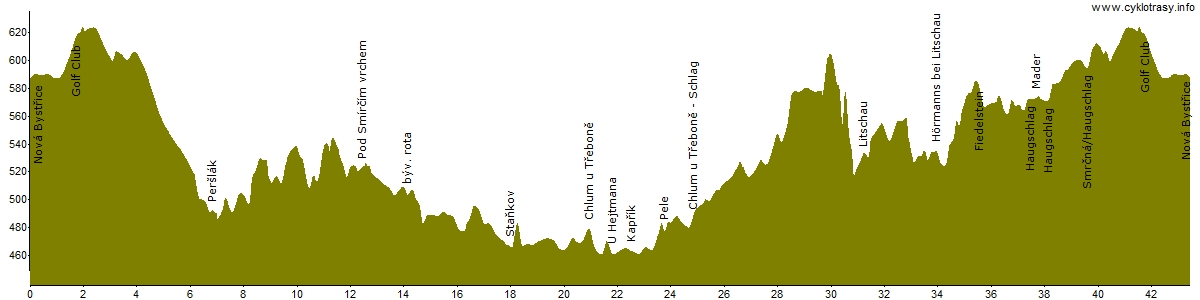 www.cyklotrasy.info
620
600
580
560
540
520
500
480
460
Nová Bystřice
Golf Club
Peršlák
Pod Smirčím vrchem
býv. rota
Staňkov
Chlum u Třeboně
U Hejtmana
Kapřík
Pele
Chlum u Třeboně - Schlag
Litschau
Hörmanns bei Litschau
Fiedelstein
Haugschlag
Mader
Haugschlag
Smrčná/Haugschlag
Golf Club
Nová Bystřice
0 2 4 6 8 10 12 14 16 18 20 22 24 26 28 30 32 34 36 38 40 42